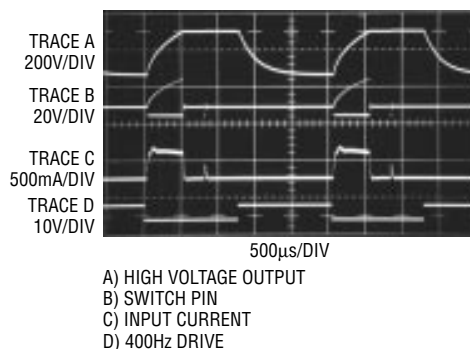 TRACE A
200V/DIV
TRACE B
20V/DIV
TRACE C
500mA/DIV
TRACE D
10V/DIV
500µs/DIV
A) HIGH VOLTAGE OUTPUT
B) SWITCH PIN
C) INPUT CURRENT
D) 400Hz DRIVE